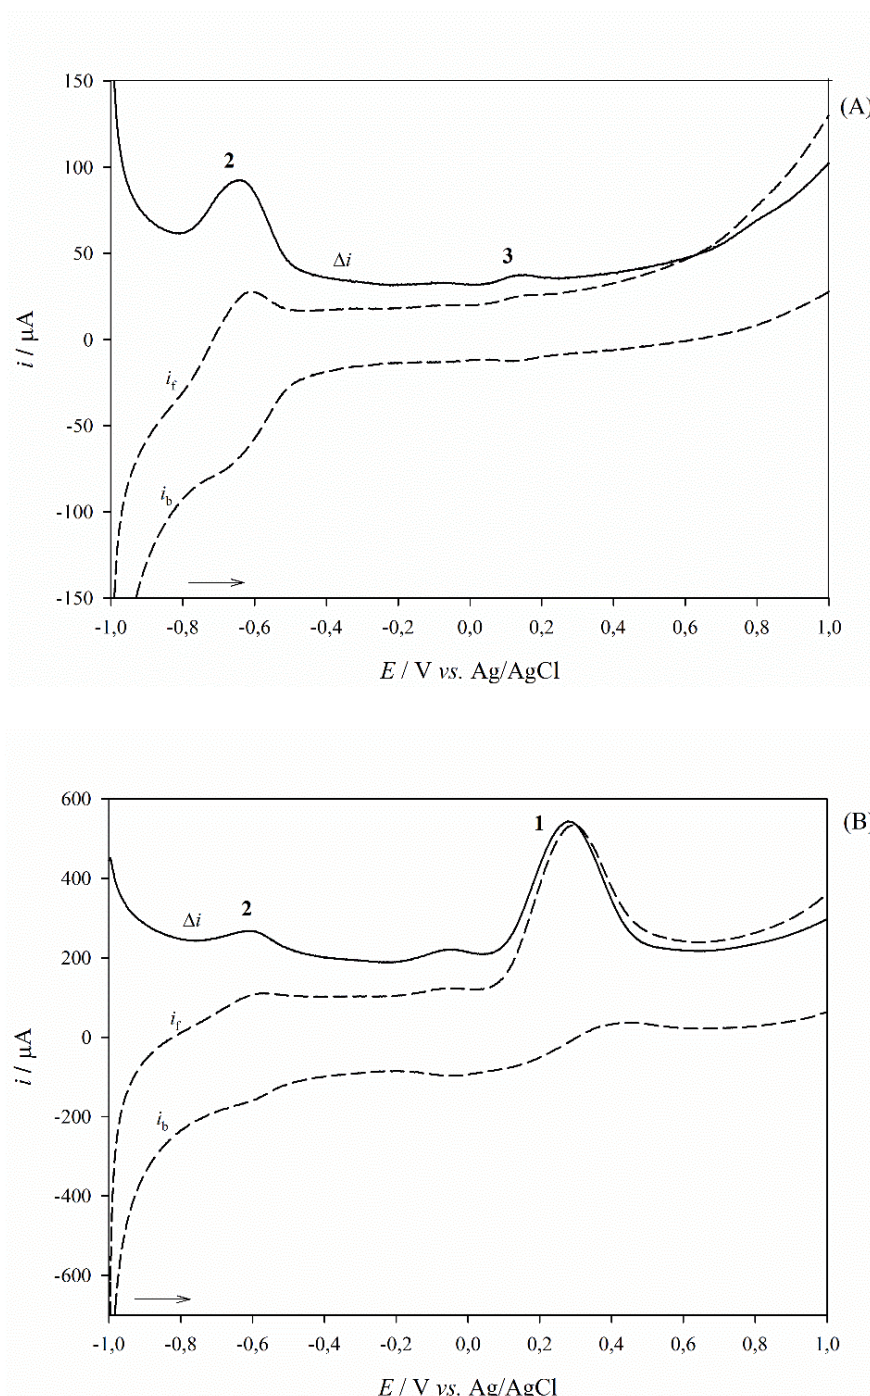 150
(A)
100
2
50
Δi
3
0
i / μA
i_f
-50
i_b
-100
-150
-1,0 -0,8 -0,6 -0,4 -0,2 0,0 0,2 0,4 0,6 0,8 1,0
E / V vs. Ag/AgCl
600
1
(B)
400
Δi
2
200
i_f
0
i / μA
i_b
-200
-400
-600
-1,0 -0,8 -0,6 -0,4 -0,2 0,0 0,2 0,4 0,6 0,8 1,0
E / V vs. Ag/AgCl